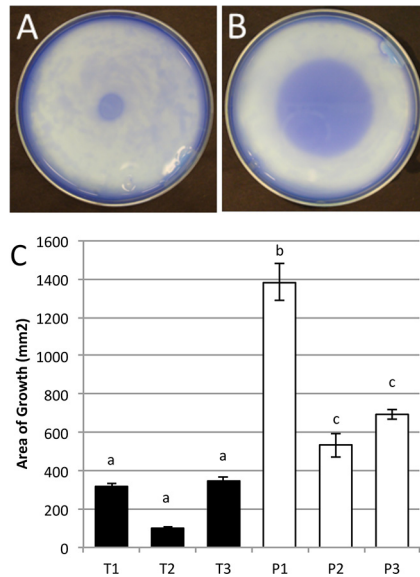 A
B
C
Area of Growth (mm2)
1600
1400
1200
1000
800
600
400
200
0
a
a
a
b
c
c
T1 T2 T3 P1 P2 P3